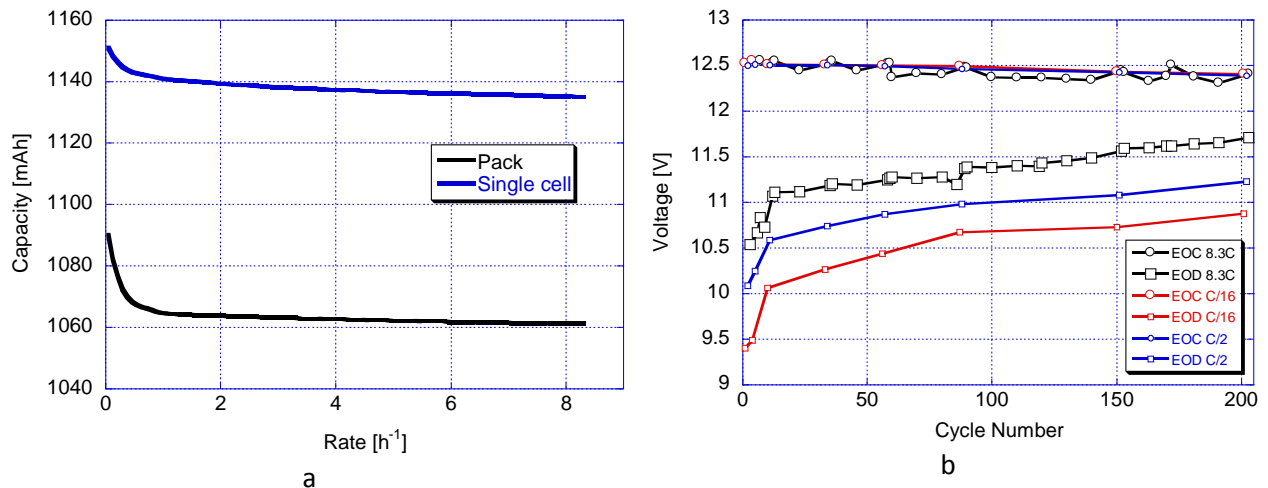 1160
1140
1120
1100
1080
1060
1040
Capacity [mAh]
Pack
Single cell
0
2
4
6
8
Rate [h⁻¹]
a
13
12.5
12
11.5
11
10.5
10
9.5
9
Voltage [V]
EOC 8.3C
EOD 8.3C
EOC C/16
EOD C/16
EOC C/2
EOD C/2
0
50
100
150
200
Cycle Number
b